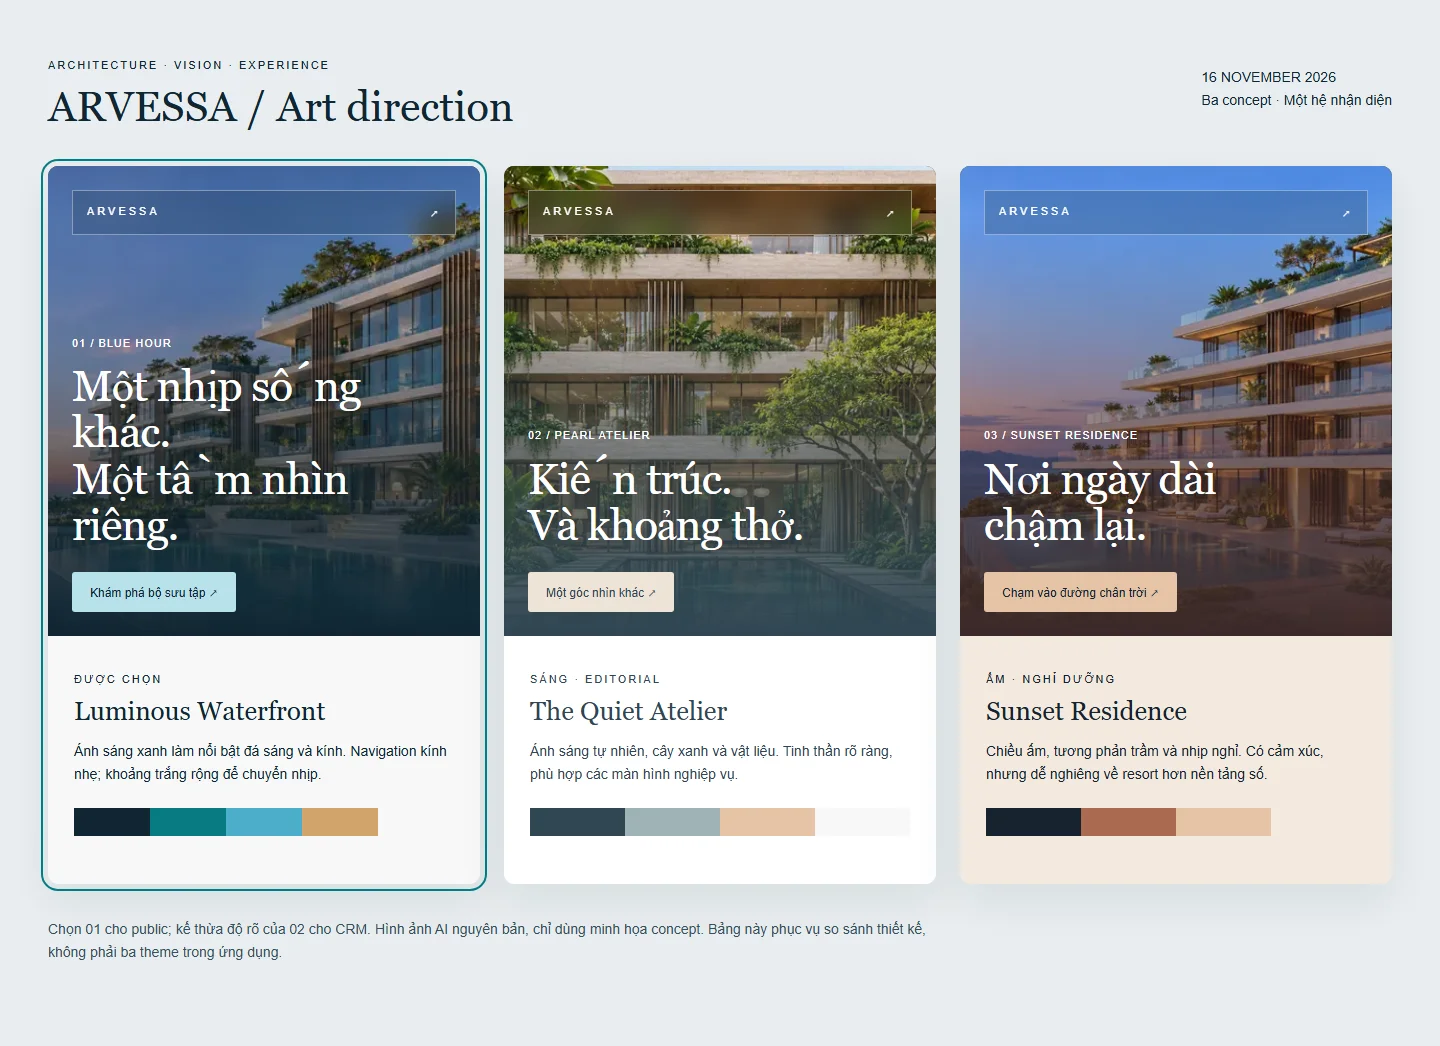 ARCHITECTURE · VISION · EXPERIENCE
ARVESSA / Art direction
16 NOVEMBER 2026
Ba concept · Một hệ nhận diện
ARVESSA ↗
01 / BLUE HOUR
Một nhịp sống
khác.
Một tầm nhìn
riêng.
Khám phá bộ sưu tập ↗
ĐƯỢC CHỌN
Luminous Waterfront
Ánh sáng xanh làm nổi bật đá sáng và kính. Navigation kính
nhẹ; khoảng trắng rộng để chuyển nhịp.
ARVESSA ↗
02 / PEARL ATELIER
Kiến trúc.
Và khoảng thở.
Một góc nhìn khác ↗
SÁNG · EDITORIAL
The Quiet Atelier
Ánh sáng tự nhiên, cây xanh và vật liệu. Tinh thần rõ ràng,
phù hợp các màn hình nghiệp vụ.
ARVESSA ↗
03 / SUNSET RESIDENCE
Nơi ngày dài
chậm lại.
Chạm vào đường chân trời ↗
ẤM · NGHỈ DƯỠNG
Sunset Residence
Chiều ấm, tương phản trầm và nhịp nghỉ. Có cảm xúc,
nhưng dễ nghiêng về resort hơn nền tảng số.
Chọn 01 cho public; kế thừa độ rõ của 02 cho CRM. Hình ảnh AI nguyên bản, chỉ dùng minh họa concept. Bảng này phục vụ so sánh thiết kế,
không phải ba theme trong ứng dụng.